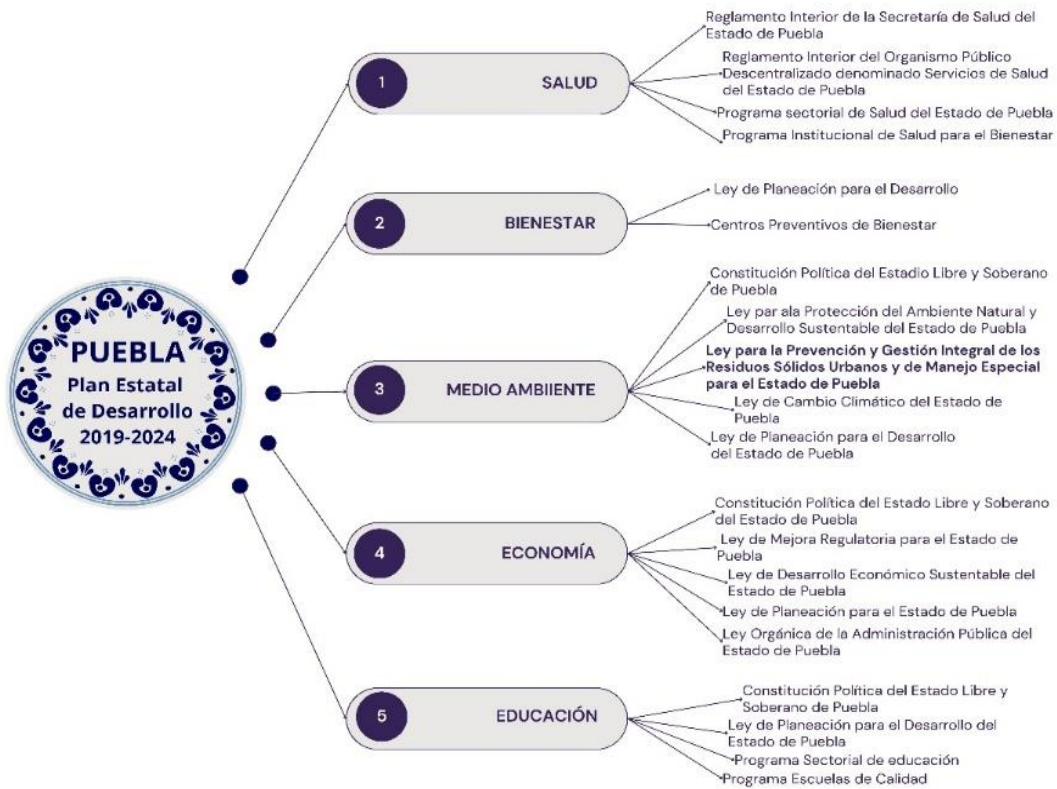 PUEBLA
Plan Estatal
de Desarrollo
2019-2024
1
SALUD
Reglamento Interior de la Secretaría de Salud del
Estado de Puebla
Reglamento Interior del Organismo Público
Descentralizado denominado Servicios de Salud
del Estado de Puebla
Programa sectorial de Salud del Estado de Puebla
Programa Institucional de Salud para el Bienestar
2
BIENESTAR
Ley de Planeación para el Desarrollo
Centros Preventivos de Bienestar
3
MEDIO AMBIIENTE
Constitución Política del Estadio Libre y Soberano
de Puebla
Ley par ala Protección del Ambiente Natural y
Desarrollo Sustentable del Estado de Puebla
Ley para la Prevención y Gestión Integral de los
Residuos Sólidos Urbanos y de Manejo Especial
para el Estado de Puebla
Ley de Cambio Climático del Estado de
Puebla
Ley de Planeación para el Desarrollo
del Estado de Puebla
4
ECONOMÍA
Constitución Política del Estado Libre y Soberano
del Estado de Puebla
Ley de Mejora Regulatoria para el Estado de
Puebla
Ley de Desarrollo Económico Sustentable del
Estado de Puebla
Ley de Planeación para el Estado de Puebla
Ley Orgánica de la Administración Pública del
Estado de Puebla
5
EDUCACIÓN
Constitución Política del Estado Libre y
Soberano de Puebla
Ley de Planeación para el Desarrollo del
Estado de Puebla
Programa Sectorial de educación
Programa Escuelas de Calidad